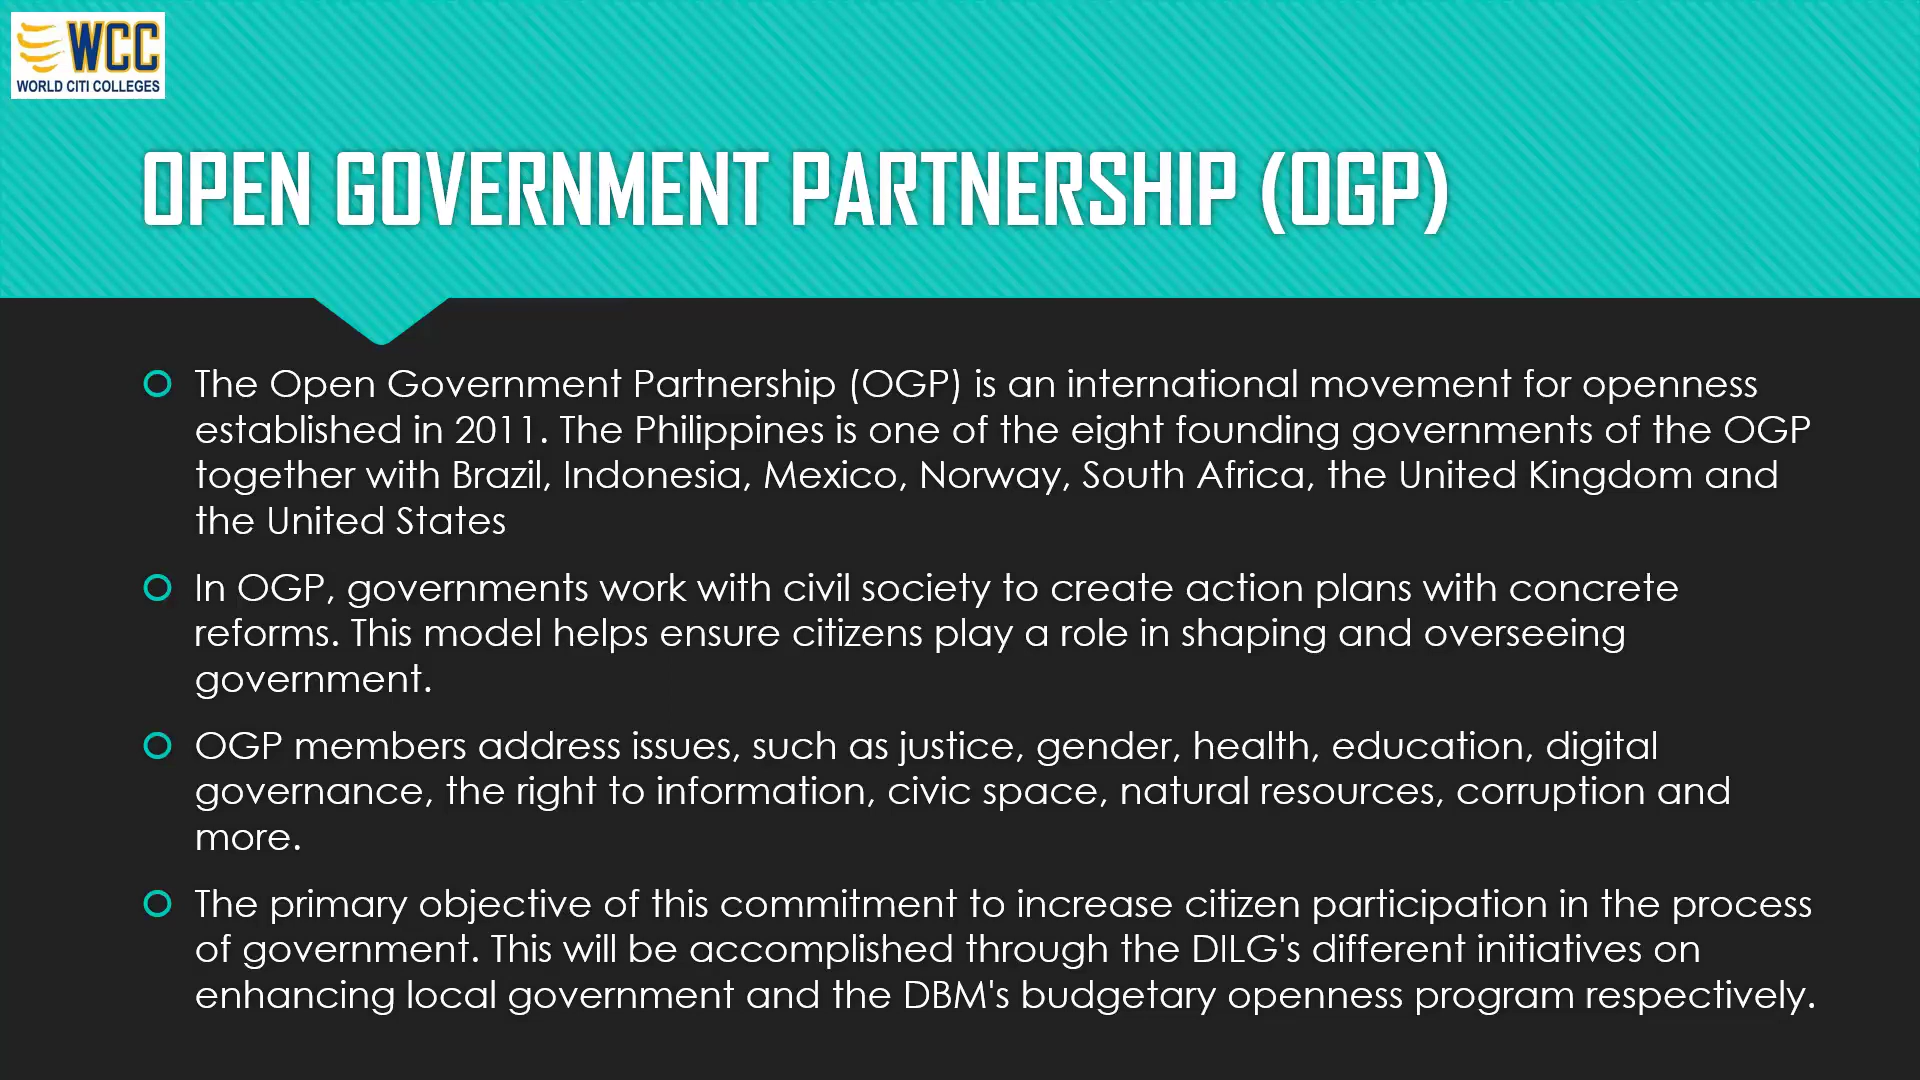 WCC
WORLD CITI COLLEGES
OPEN GOVERNMENT PARTNERSHIP (OGP)
The Open Government Partnership (OGP) is an international movement for openness
established in 2011. The Philippines is one of the eight founding governments of the OGP
together with Brazil, Indonesia, Mexico, Norway, South Africa, the United Kingdom and
the United States
In OGP, governments work with civil society to create action plans with concrete
reforms. This model helps ensure citizens play a role in shaping and overseeing
government.
OGP members address issues, such as justice, gender, health, education, digital
governance, the right to information, civic space, natural resources, corruption and
more.
The primary objective of this commitment to increase citizen participation in the process
of government. This will be accomplished through the DILG's different initiatives on
enhancing local government and the DBM's budgetary openness program respectively.